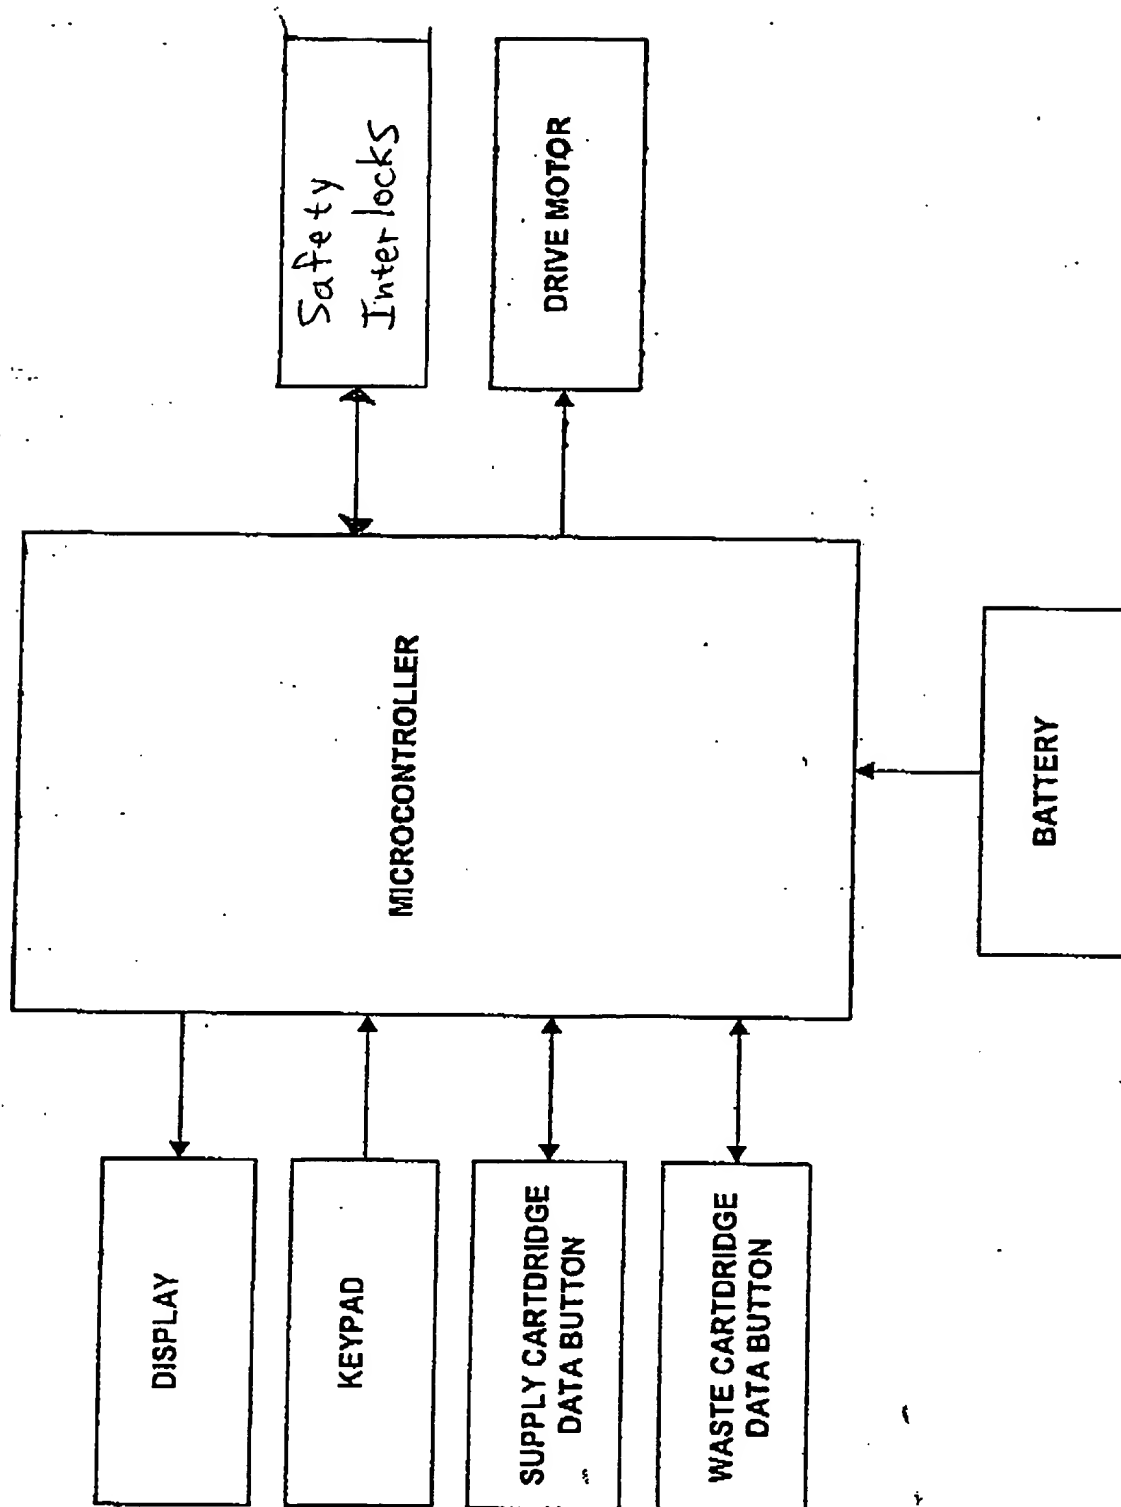 DISPLAY
KEYPAD
SUPPLY CARTDRIDGE
DATA BUTTON
WASTE CARTDRIDGE
DATA BUTTON
MICROCONTROLLER
BATTERY
Safety
Interlocks
DRIVE MOTOR